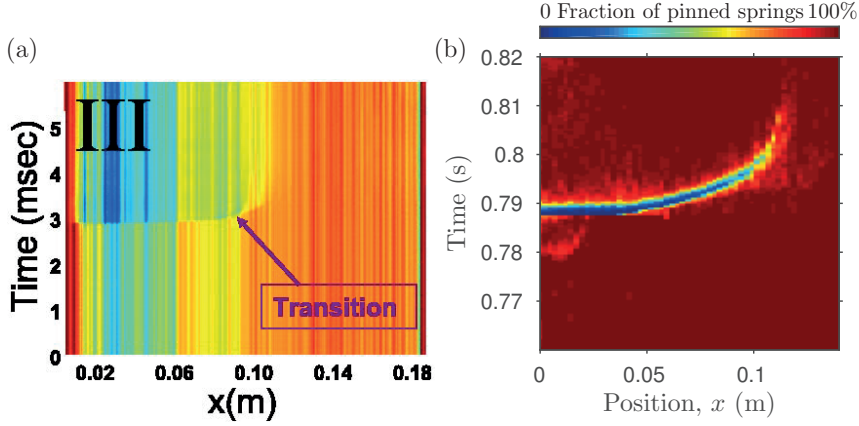 0 Fraction of pinned springs 100%
(a)
(b)
III
Time (msec)
5
4
3
2
1
0
Transition
0.02 0.06 0.10 0.14 0.18
x(m)
0.82
0.81
0.8
0.79
0.78
0.77
Time (s)
0 0.05 0.1
Position, x (m)